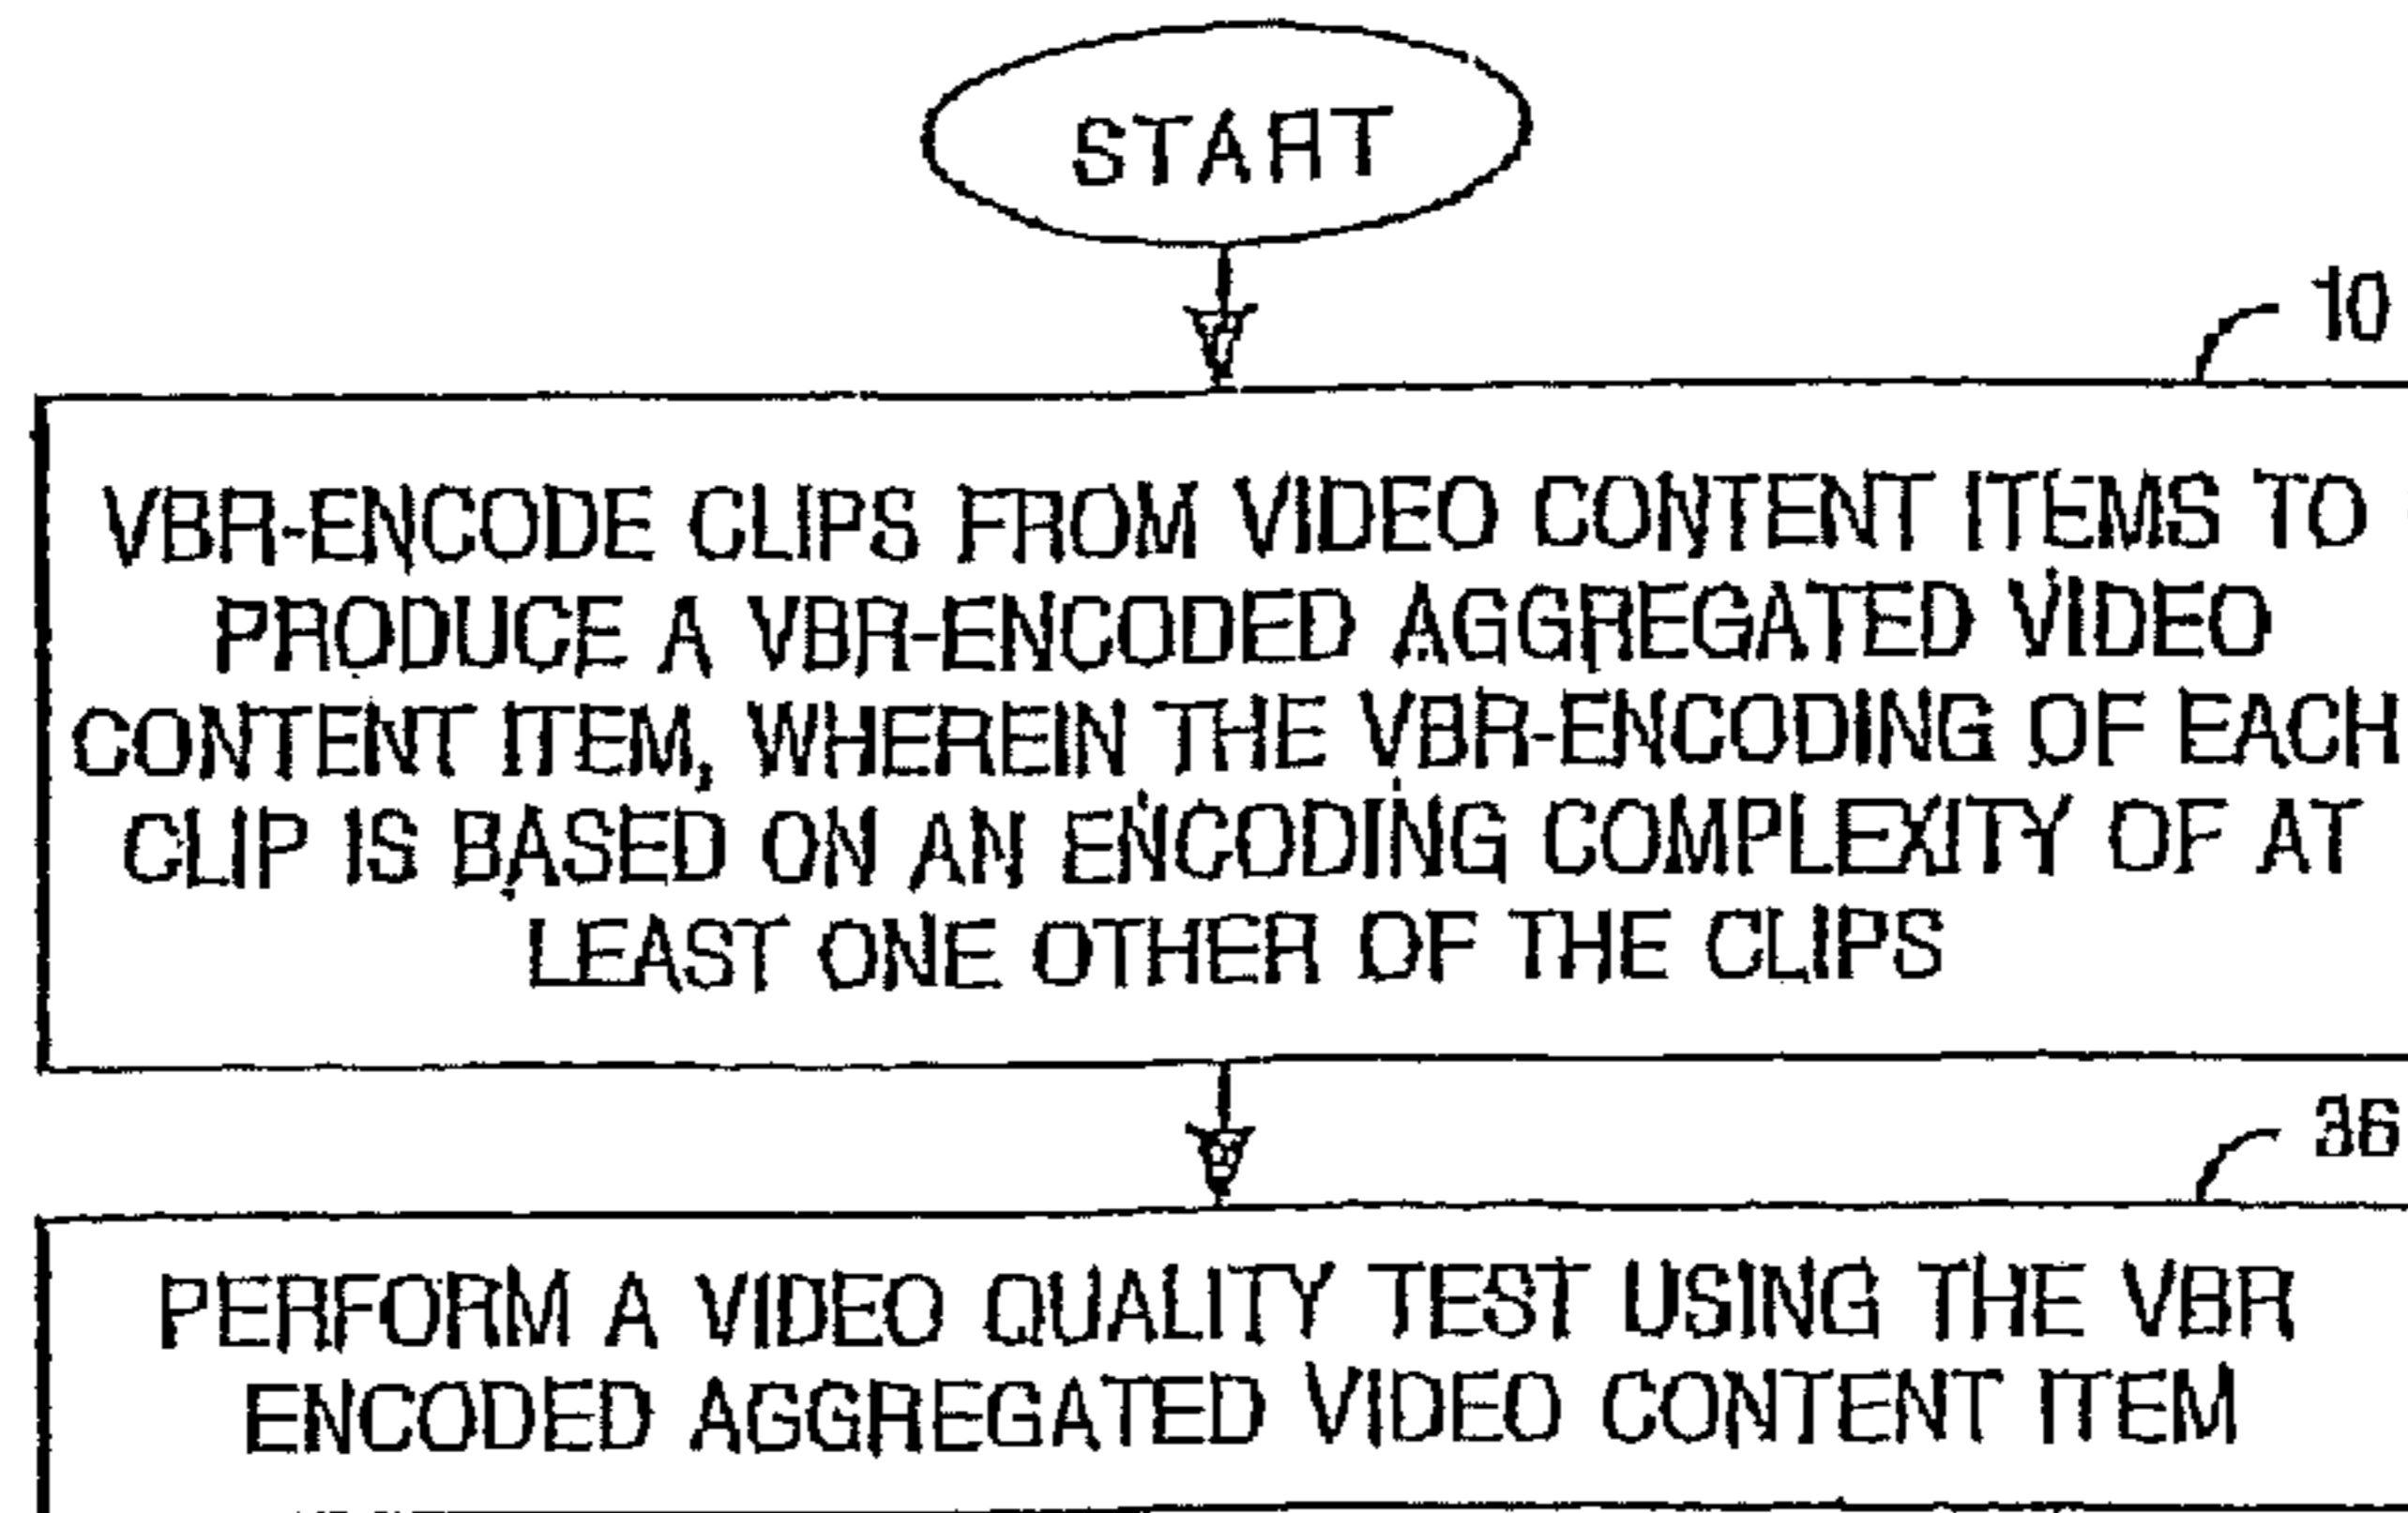 START
10
VBR-ENCODE CLIPS FROM VIDEO CONTENT ITEMS TO
PRODUCE A VBR-ENCODED AGGREGATED VIDEO
CONTENT ITEM, WHEREIN THE VBR-ENCODING OF EACH
CLIP IS BASED ON AN ENCODING COMPLEXITY OF AT
LEAST ONE OTHER OF THE CLIPS
36
PERFORM A VIDEO QUALITY TEST USING THE VBR
ENCODED AGGREGATED VIDEO CONTENT ITEM